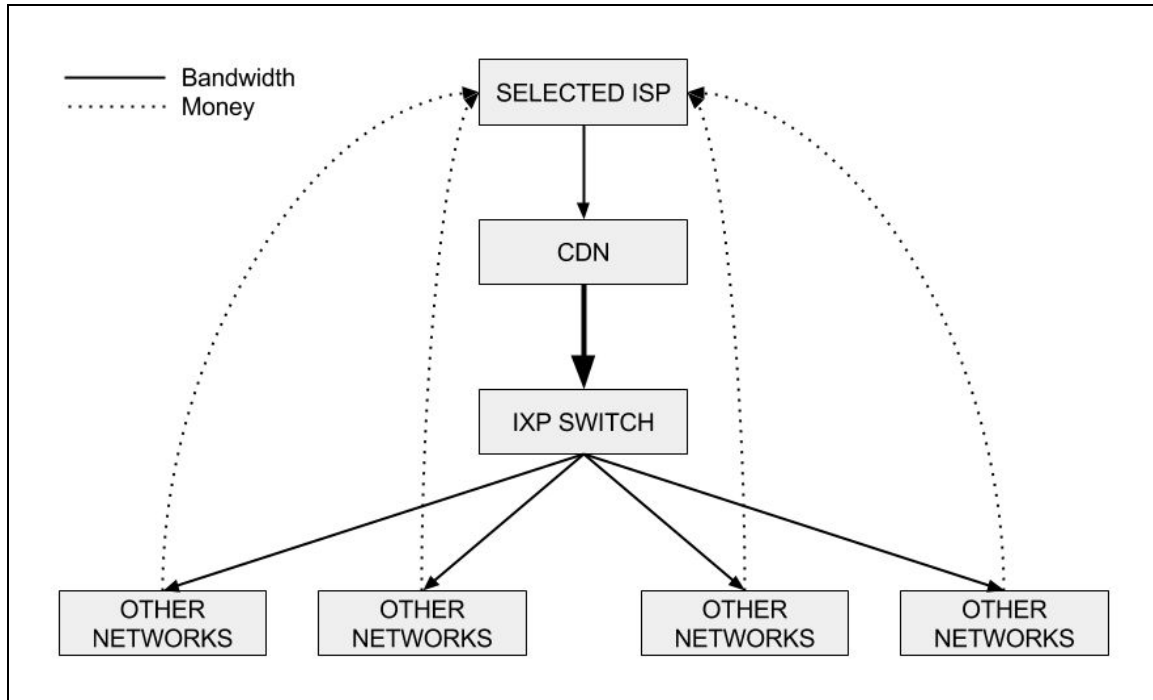 Bandwidth
Money
SELECTED ISP
CDN
IXP SWITCH
OTHER
NETWORKS
OTHER
NETWORKS
OTHER
NETWORKS
OTHER
NETWORKS